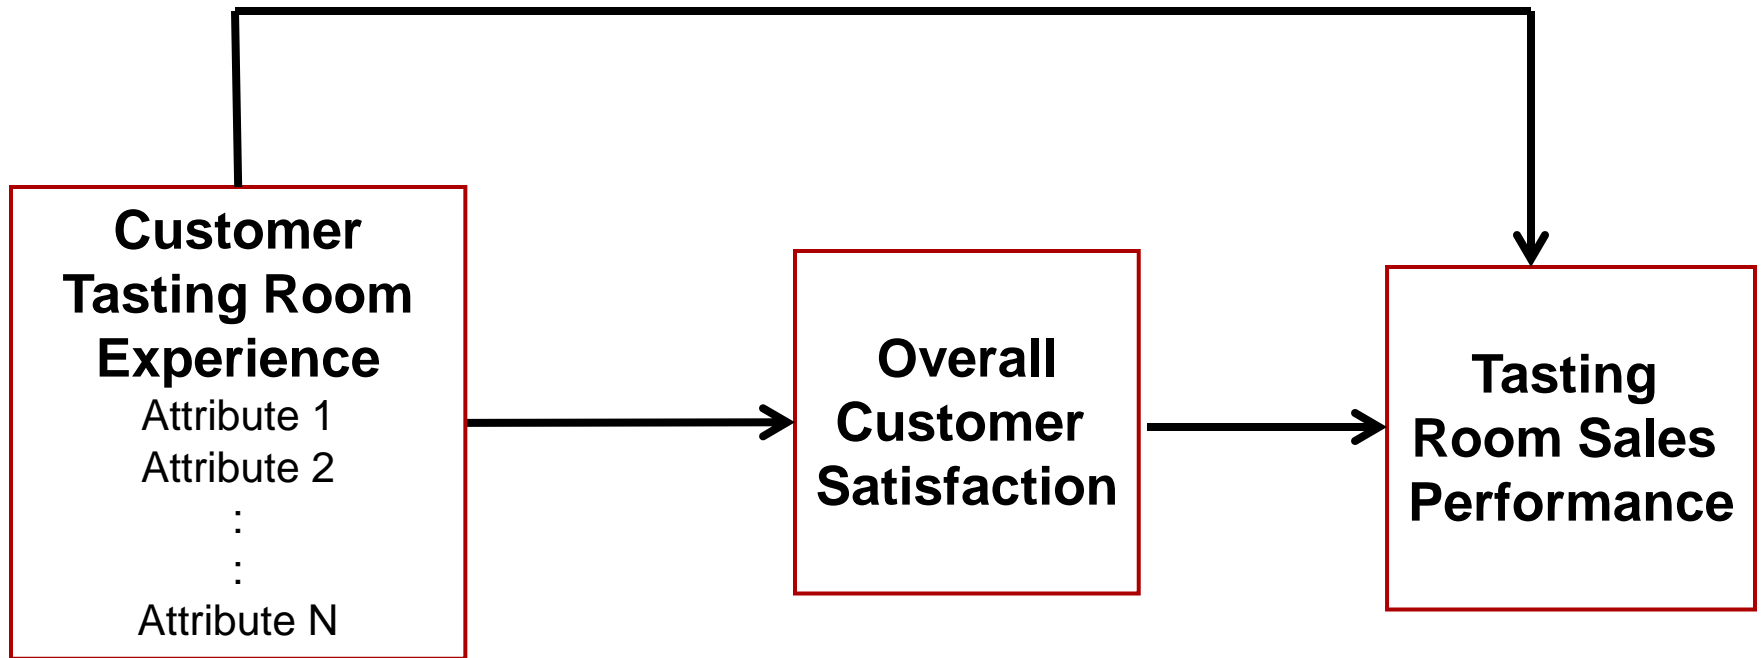 Customer
Tasting Room
Experience
Attribute 1
Attribute 2
:
:
Attribute N
Overall
Customer
Satisfaction
Tasting
Room Sales
Performance